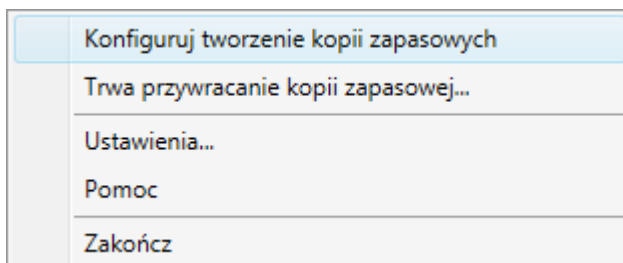 Konfiguruj tworzenie kopii zapasowych
Trwa przywracanie kopii zapasowej...
Ustawienia...
Pomoc
Zakończ